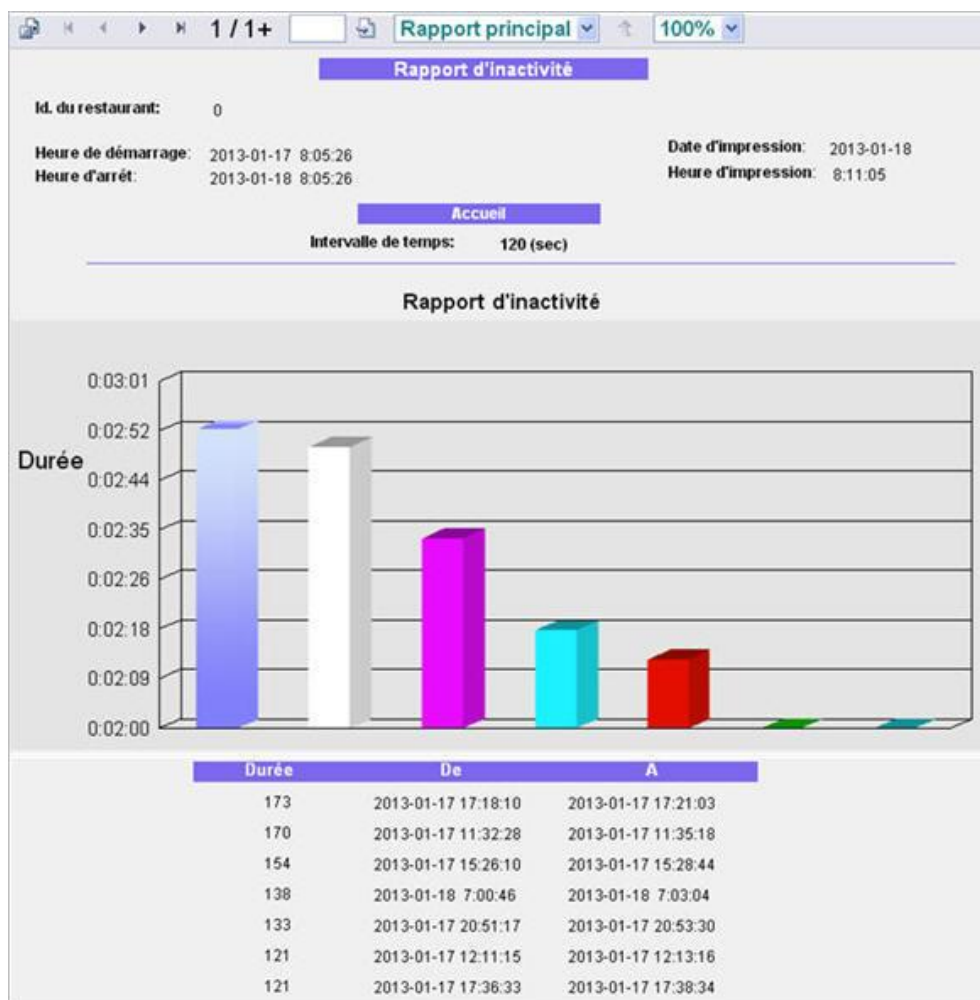 1 / 1+ Rapport principal 100%
Rapport d'inactivité
Id. du restaurant: 0
Heure de démarrage: 2013-01-17 8:05:26 Date d'impression: 2013-01-18
Heure d'arrét: 2013-01-18 8:05:26 Heure d'impression: 8:11:05
Accueil
Intervalle de temps: 120 (sec)
Rapport d'inactivité
0:03:01
0:02:52
Durée
0:02:44
0:02:35
0:02:26
0:02:18
0:02:09
0:02:00
Durée De A
173 2013-01-17 17:18:10 2013-01-17 17:21:03
170 2013-01-17 11:32:28 2013-01-17 11:35:18
154 2013-01-17 15:26:10 2013-01-17 15:28:44
138 2013-01-18 7:00:46 2013-01-18 7:03:04
133 2013-01-17 20:51:17 2013-01-17 20:53:30
121 2013-01-17 12:11:15 2013-01-17 12:13:16
121 2013-01-17 17:36:33 2013-01-17 17:38:34